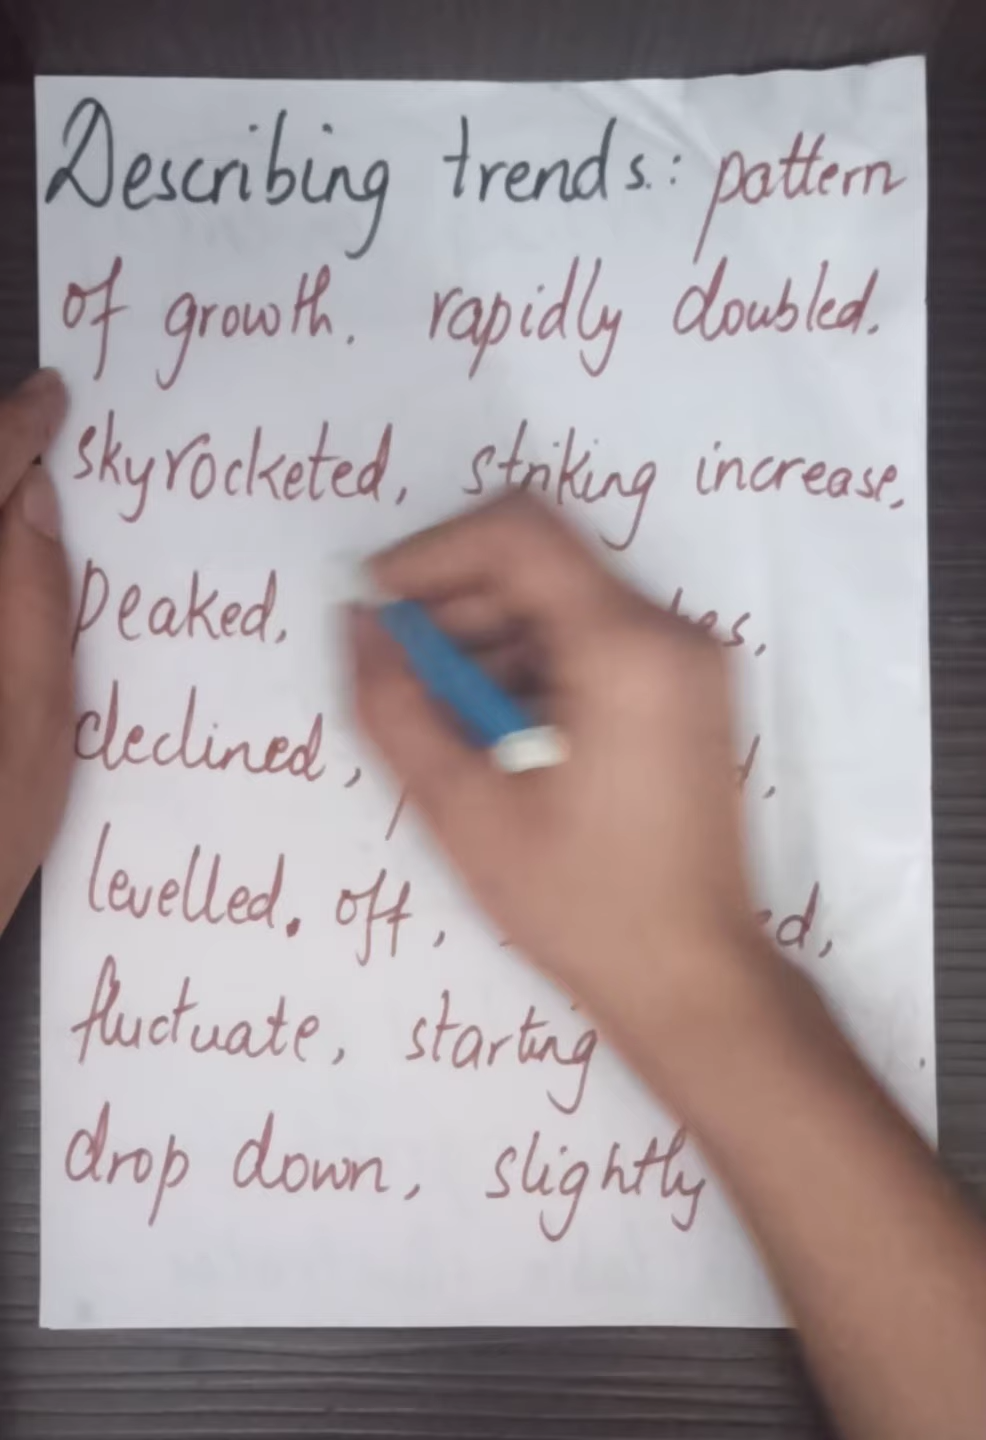 Describing trends: pattern
of growth. rapidly doubled.
skyrocketed, striking increase,
peaked,
declined,
levelled. off,
fluctuate, starting
drop down, slightly